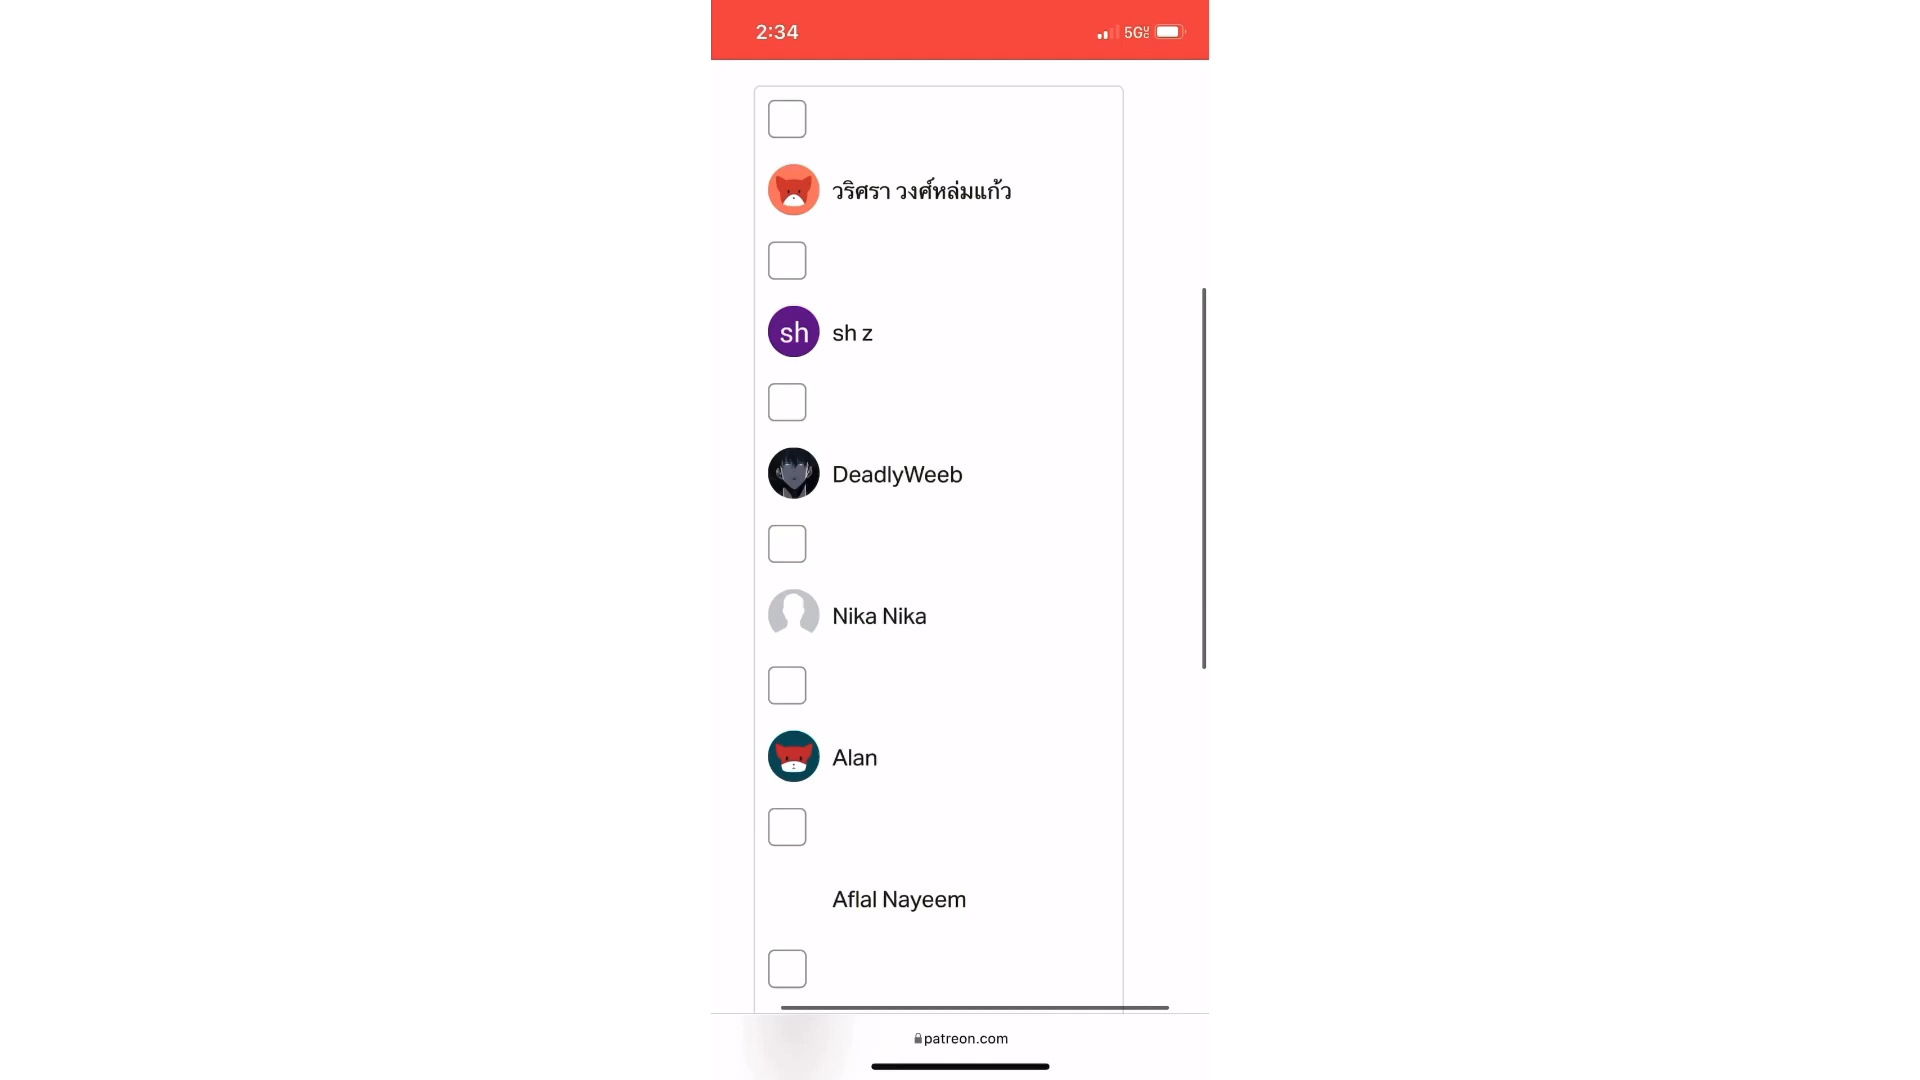 2:34
5G
วริศรา วงศ์หล่มแก้ว
sh
sh z
DeadlyWeeb
Nika Nika
Alan
Aflal Nayeem
patreon.com